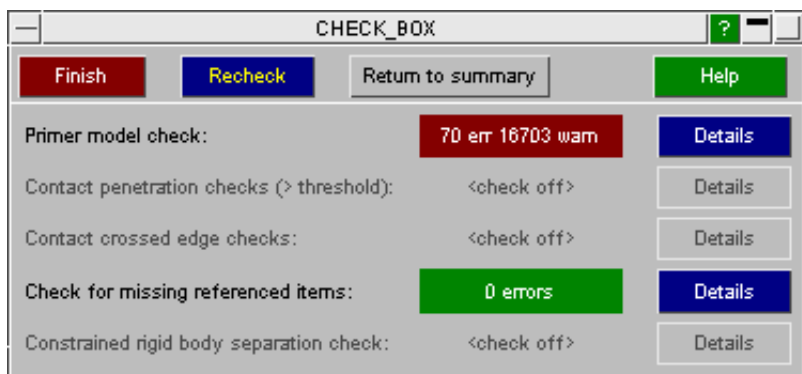 CHECK_BOX ?
Finish Recheck Return to summary Help
Primer model check: 70 err 16703 warn Details
Contact penetration checks (> threshold): <check off> Details
Contact crossed edge checks: <check off> Details
Check for missing referenced items: 0 errors Details
Constrained rigid body separation check: <check off> Details